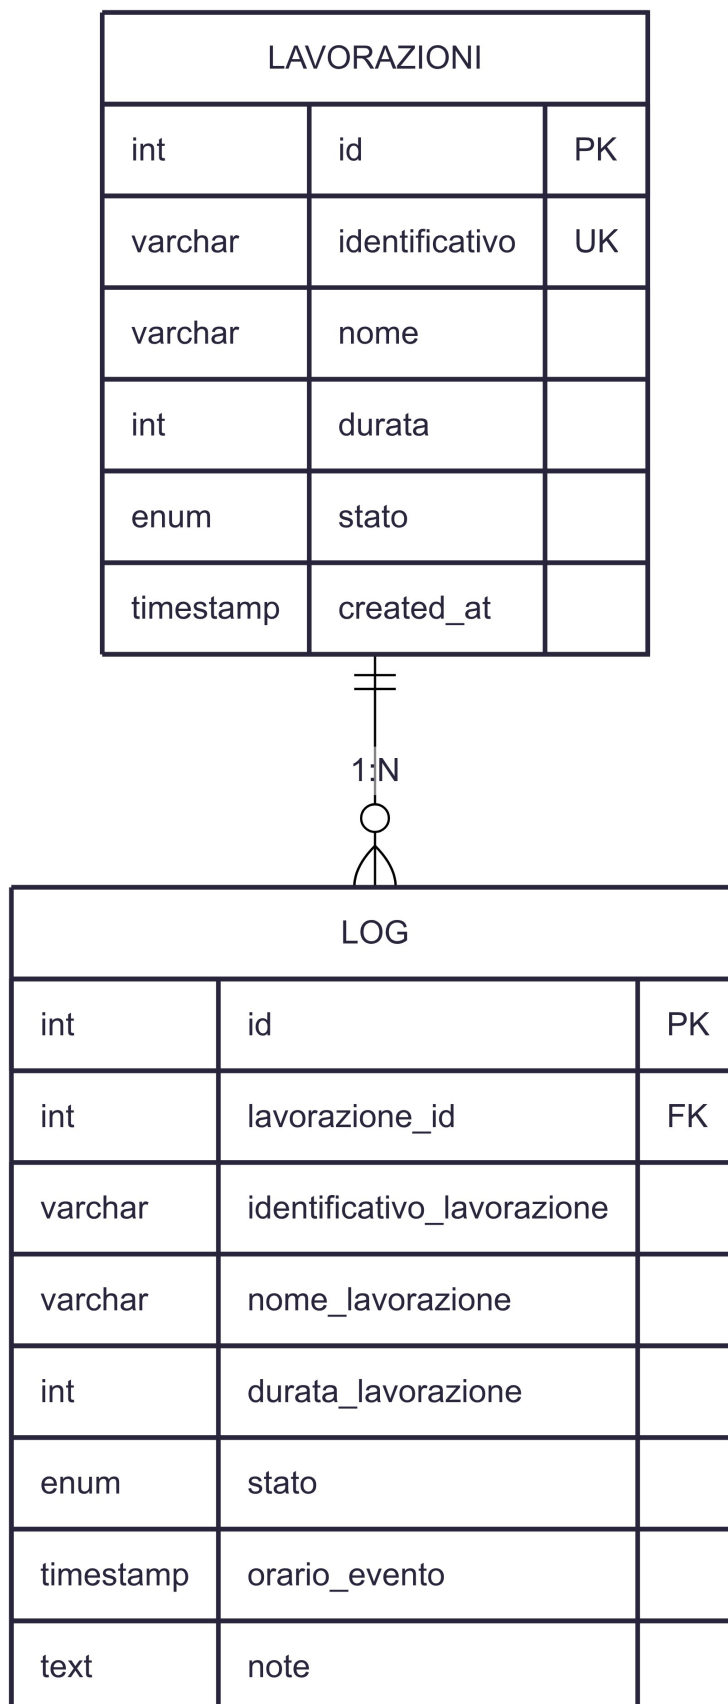 LAVORAZIONI
int id PK
varchar identificativo UK
varchar nome
int durata
enum stato
timestamp created_at
1:N
LOG
int id PK
int lavorazione_id FK
varchar identificativo_lavorazione
varchar nome_lavorazione
int durata_lavorazione
enum stato
timestamp orario_evento
text note